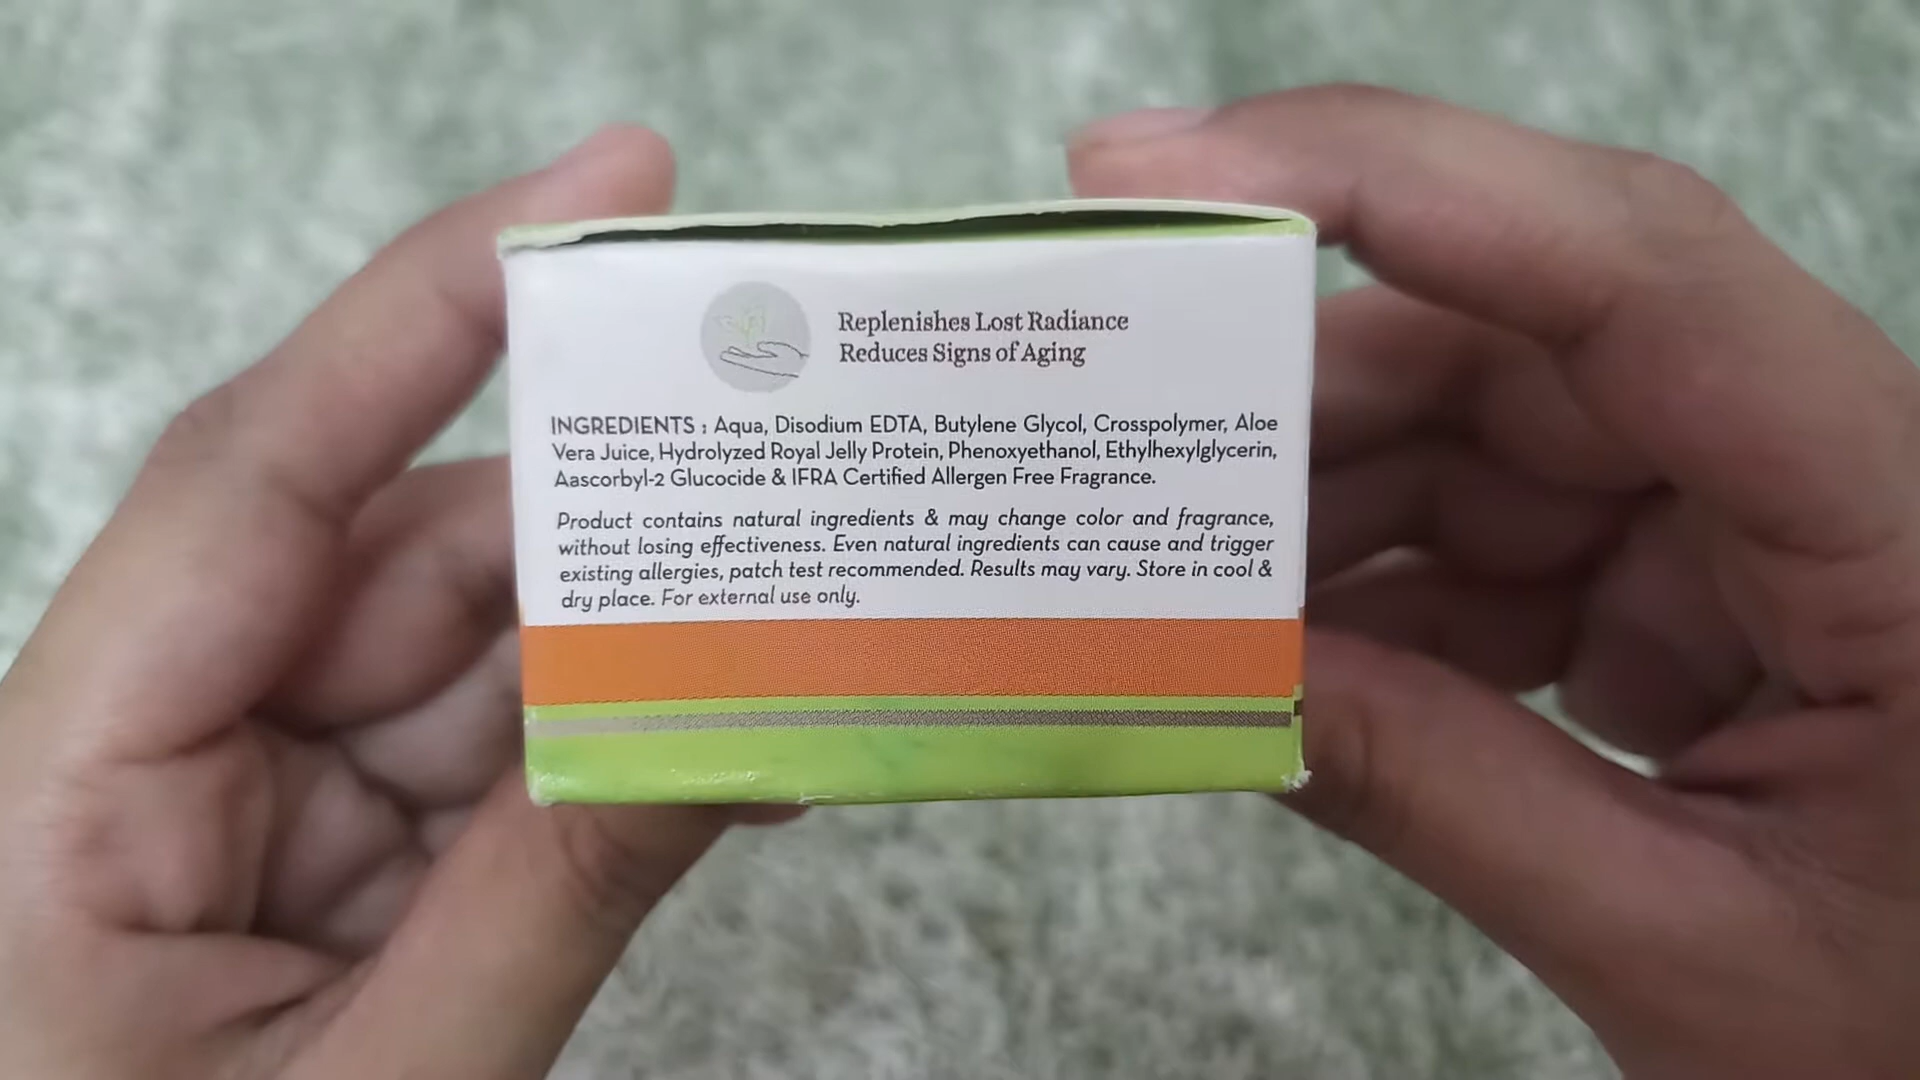 Replenishes Lost Radiance
Reduces Signs of Aging
INGREDIENTS : Aqua, Disodium EDTA, Butylene Glycol, Crosspolymer, Aloe
Vera Juice, Hydrolyzed Royal Jelly Protein, Phenoxyethanol, Ethylhexylglycerin,
Aascorbyl-2 Glucocide & IFRA Certified Allergen Free Fragrance.
Product contains natural ingredients & may change color and fragrance,
without losing effectiveness. Even natural ingredients can cause and trigger
existing allergies, patch test recommended. Results may vary. Store in cool &
dry place. For external use only.